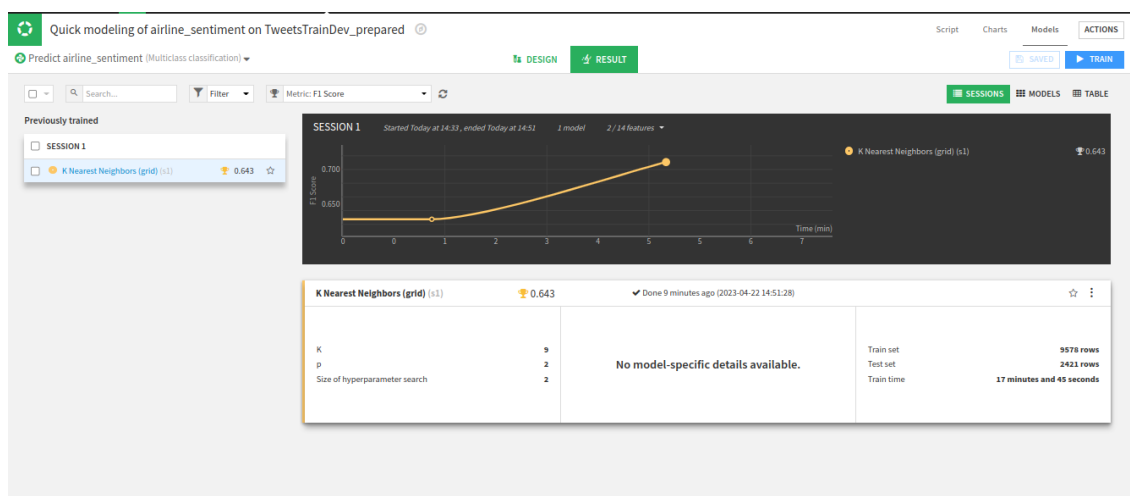 Quick modeling of airline_sentiment on TweetsTrainDev_prepared
Script Charts Models ACTIONS
Predict airline_sentiment (Multiclass classification)
DESIGN RESULT
SAVED TRAIN
Search... Filter Metric: F1 Score
SESSIONS MODELS TABLE
Previously trained
SESSION 1
K Nearest Neighbors (grid) (s1) 0.643
SESSION 1 Started Today at 14:33 , ended Today at 14:51 1 model 2 / 14 features
K Nearest Neighbors (grid) (s1) 0.643
0.700
F1 Score
0.650
Time (min)
0 0 1 2 3 4 5 5 6 7
K Nearest Neighbors (grid) (s1) 0.643 Done 9 minutes ago (2023-04-22 14:51:28)
K 9
p 2
Size of hyperparameter search 2
No model-specific details available.
Train set 9578 rows
Test set 2421 rows
Train time 17 minutes and 45 seconds